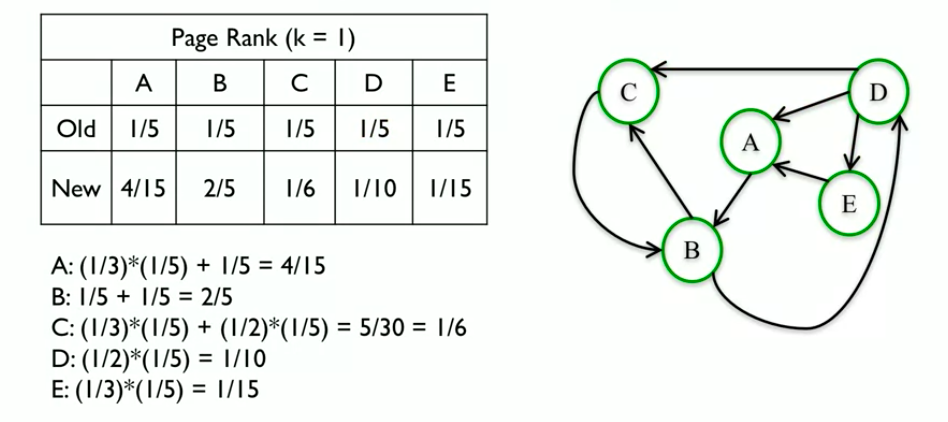 Page Rank (k = 1)
A B C D E
Old 1/5 1/5 1/5 1/5 1/5
New 4/15 2/5 1/6 1/10 1/15
A: (1/3)*(1/5) + 1/5 = 4/15
B: 1/5 + 1/5 = 2/5
C: (1/3)*(1/5) + (1/2)*(1/5) = 5/30 = 1/6
D: (1/2)*(1/5) = 1/10
E: (1/3)*(1/5) = 1/15
C
D
A
E
B